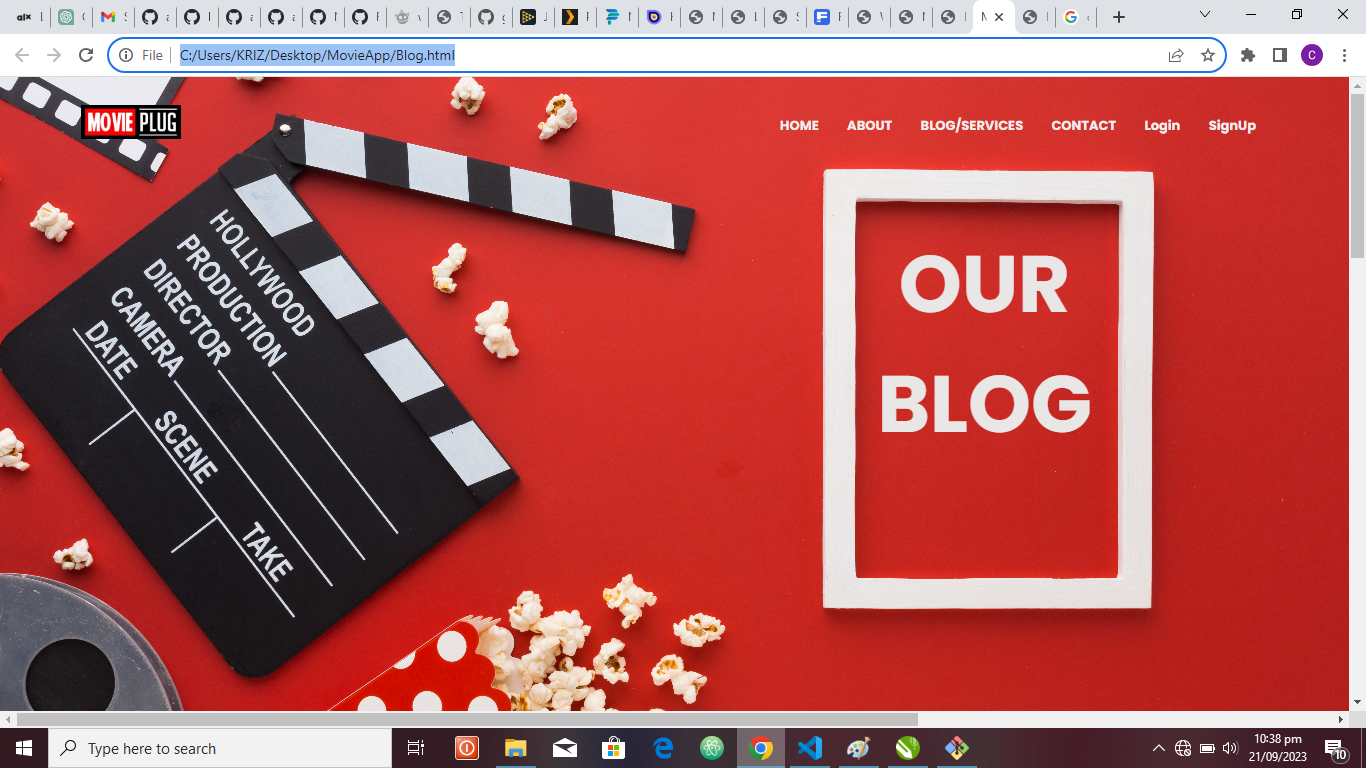 File
C:/Users/KRIZ/Desktop/MovieApp/Blog.html
C
MOVIE PLUG
HOME ABOUT BLOG/SERVICES CONTACT Login SignUp
HOLLYWOOD
PRODUCTION
DIRECTOR
CAMERA
DATE SCENE TAKE
OUR
BLOG
Type here to search
10:38 pm
21/09/2023
10